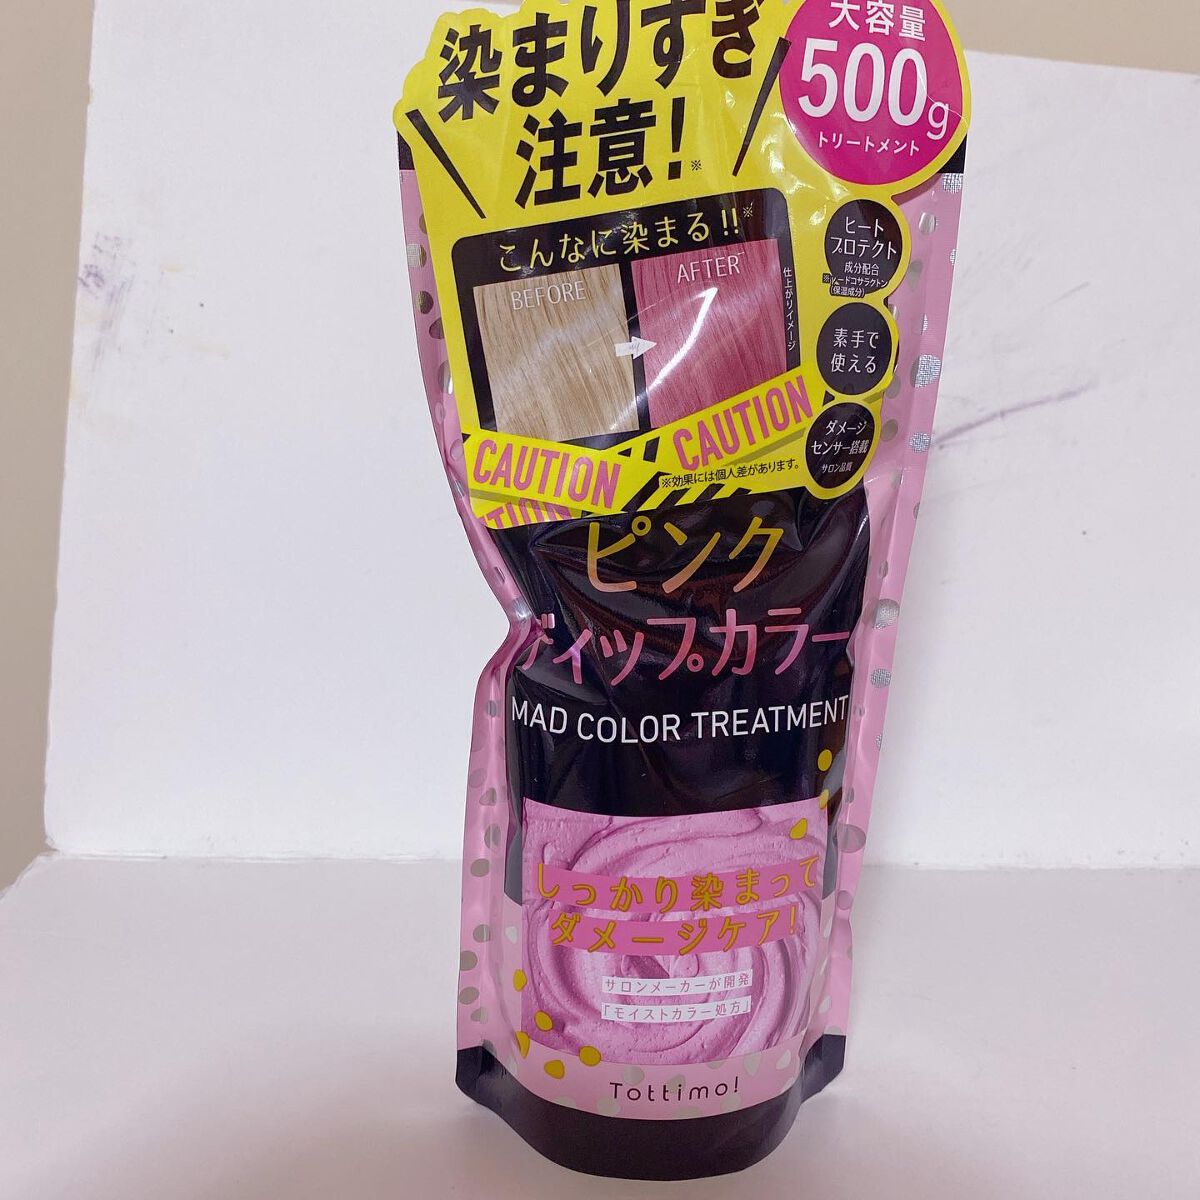 染まりすぎ
注意!※
大容量
500g
トリートメント
こんなに染まる!!※
BEFORE
AFTER
仕上がりイメージ
ヒート
プロテクト
成分配合
(保湿成分)
素手で
使える
ダメージ
センサー搭載
サロン品質
CAUTION
CAUTION
※効果には個人差があります。
ピンク
ディップカラー
MAD COLOR TREATMENT
しっかり染まって
ダメージケア!
サロンメーカーが開発
「モイストカラー処方」
Tottimo!